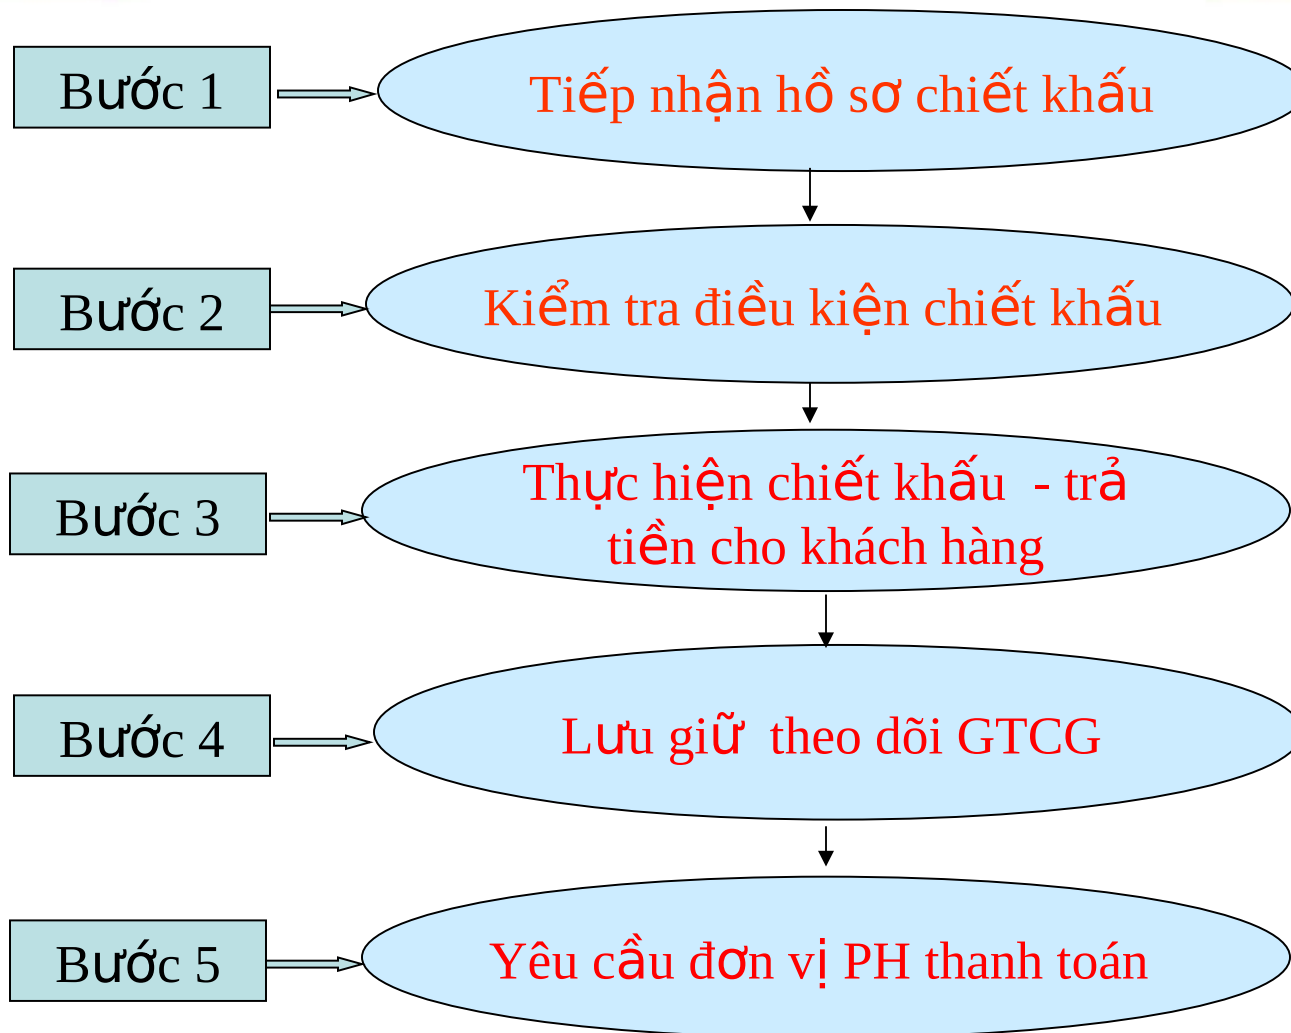 Bước 1
Tiếp nhận hồ sơ chiết khấu
Bước 2
Kiểm tra điều kiện chiết khấu
Bước 3
Thực hiện chiết khấu - trả
tiền cho khách hàng
Bước 4
Lưu giữ theo dõi GTCG
Bước 5
Yêu cầu đơn vị PH thanh toán